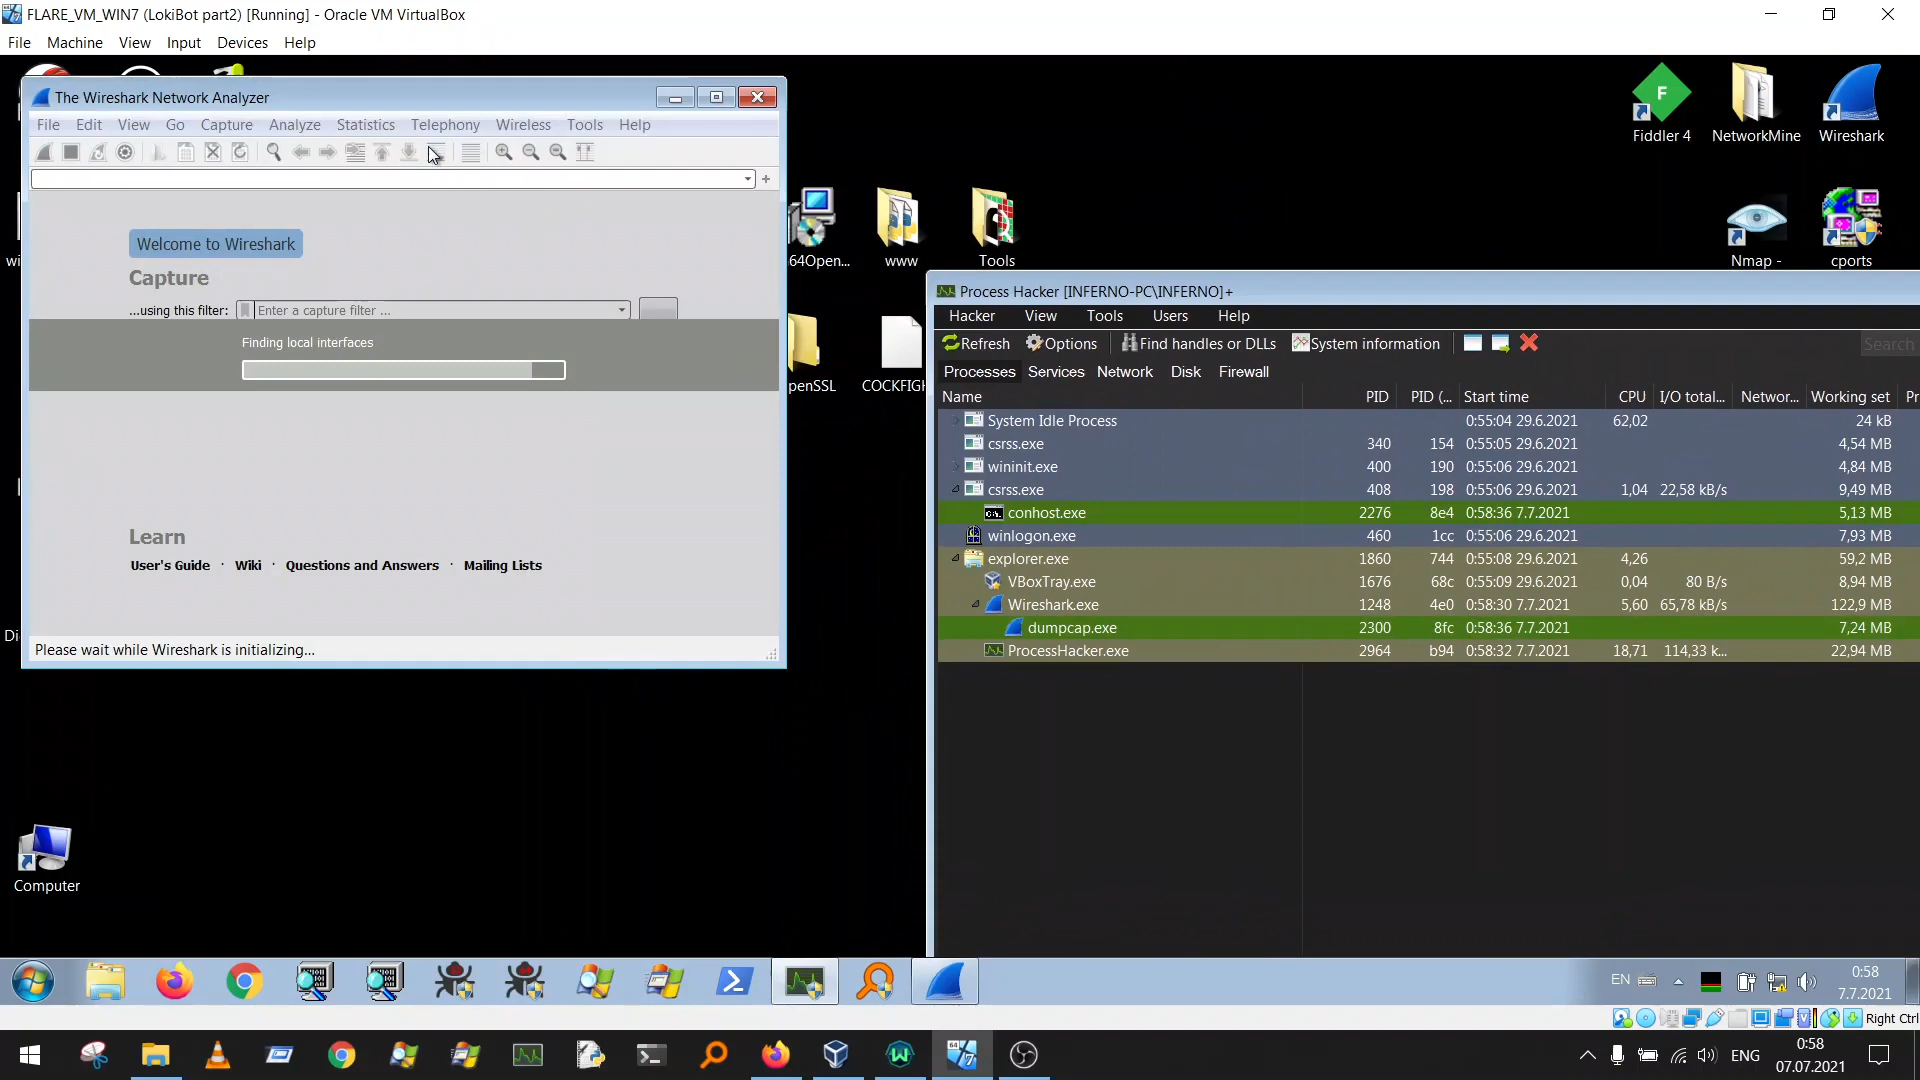 FLARE_VM_WIN7 (LokiBot part2) [Running] - Oracle VM VirtualBox
File Machine View Input Devices Help
The Wireshark Network Analyzer
File Edit View Go Capture Analyze Statistics Telephony Wireless Tools Help
Welcome to Wireshark
Capture
...using this filter: Enter a capture filter ...
Finding local interfaces
Learn
User's Guide · Wiki · Questions and Answers · Mailing Lists
Please wait while Wireshark is initializing...
Fiddler 4
NetworkMine
Wireshark
64Open...
www
Tools
Nmap -
cports
penSSL
COCKFIGH
Computer
Process Hacker [INFERNO-PC\INFERNO]+
Hacker View Tools Users Help
Refresh Options Find handles or DLLs System information Search
Processes Services Network Disk Firewall
Name PID PID (... Start time CPU I/O total... Networ... Working set Pr
System Idle Process 0:55:04 29.6.2021 62,02 24 kB
csrss.exe 340 154 0:55:05 29.6.2021 4,54 MB
wininit.exe 400 190 0:55:06 29.6.2021 4,84 MB
csrss.exe 408 198 0:55:06 29.6.2021 1,04 22,58 kB/s 9,49 MB
conhost.exe 2276 8e4 0:58:36 7.7.2021 5,13 MB
winlogon.exe 460 1cc 0:55:06 29.6.2021 7,93 MB
explorer.exe 1860 744 0:55:08 29.6.2021 4,26 59,2 MB
VBoxTray.exe 1676 68c 0:55:09 29.6.2021 0,04 80 B/s 8,94 MB
Wireshark.exe 1248 4e0 0:58:30 7.7.2021 5,60 65,78 kB/s 122,9 MB
dumpcap.exe 2300 8fc 0:58:36 7.7.2021 7,24 MB
ProcessHacker.exe 2964 b94 0:58:32 7.7.2021 18,71 114,33 k... 22,94 MB
EN
0:58
7.7.2021
Right Ctrl
ENG
0:58
07.07.2021